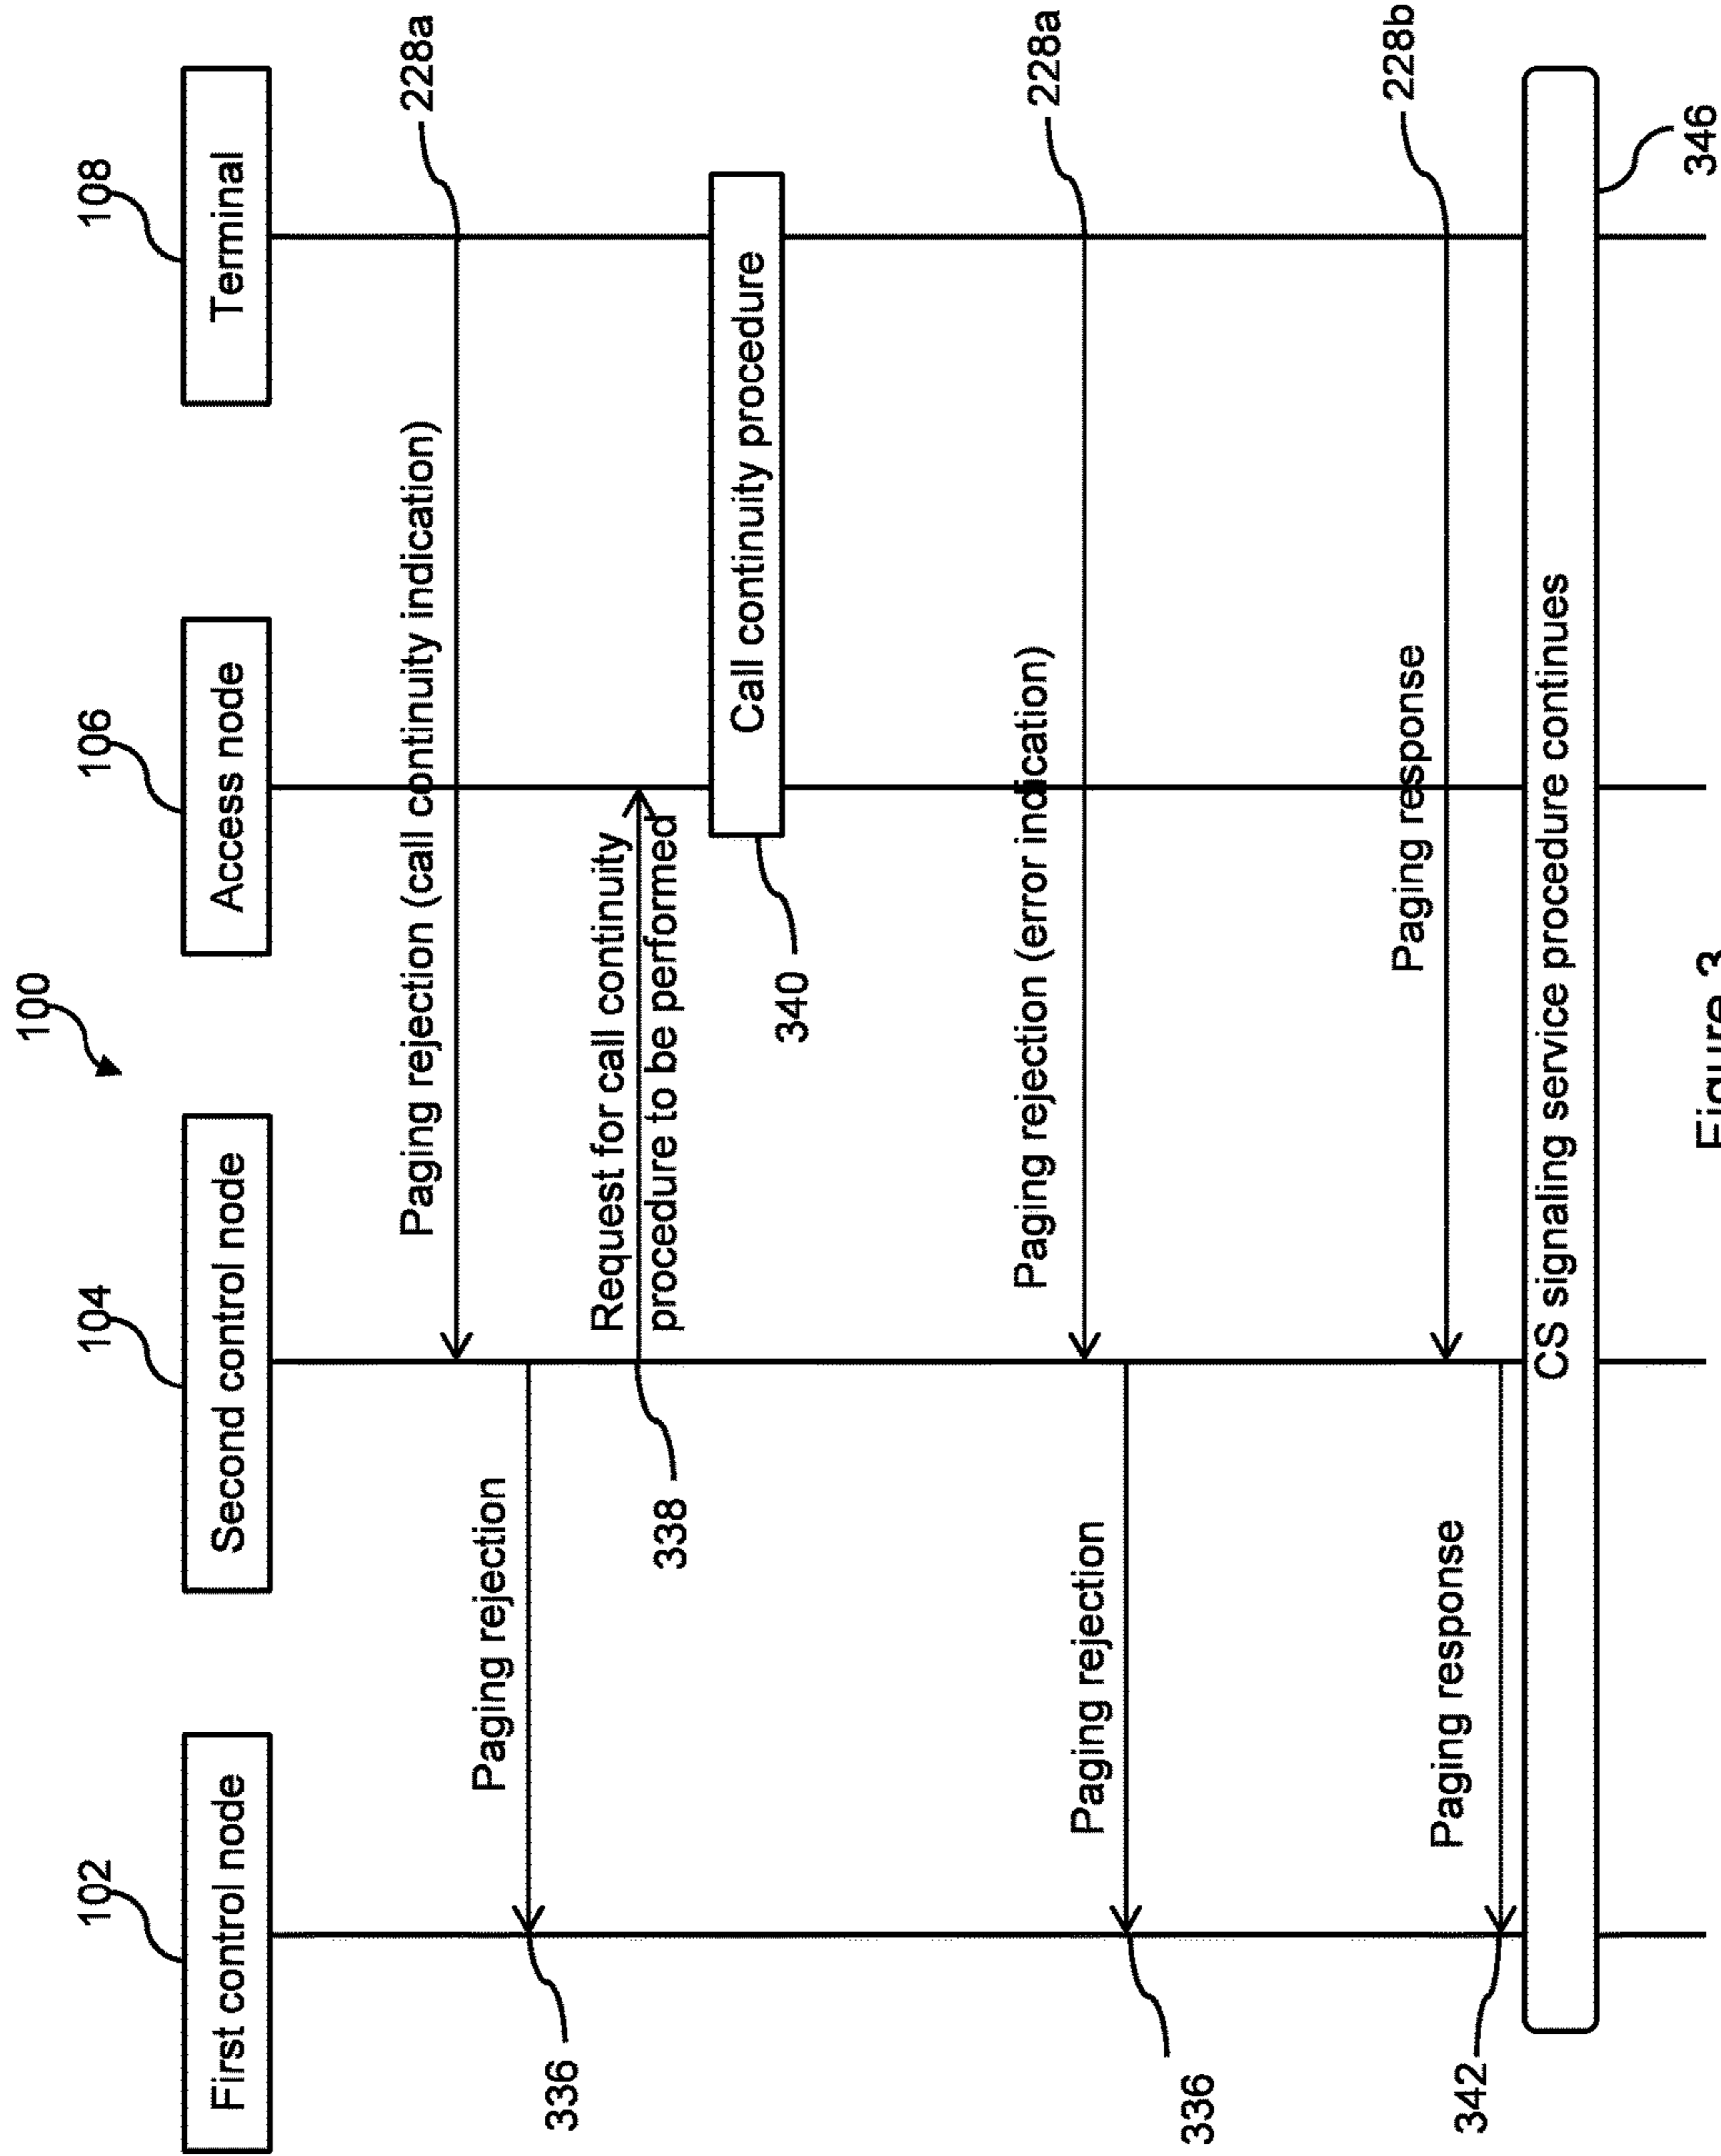 100
102
104
106
108
First control node
Second control node
Access node
Terminal
Paging rejection (call continuity indication)
228a
Paging rejection
336
Request for call continuity
procedure to be performed
338
Call continuity procedure
340
Paging rejection (error indication)
228a
Paging rejection
336
Paging response
228b
Paging response
342
CS signaling service procedure continues
346
Figure 3